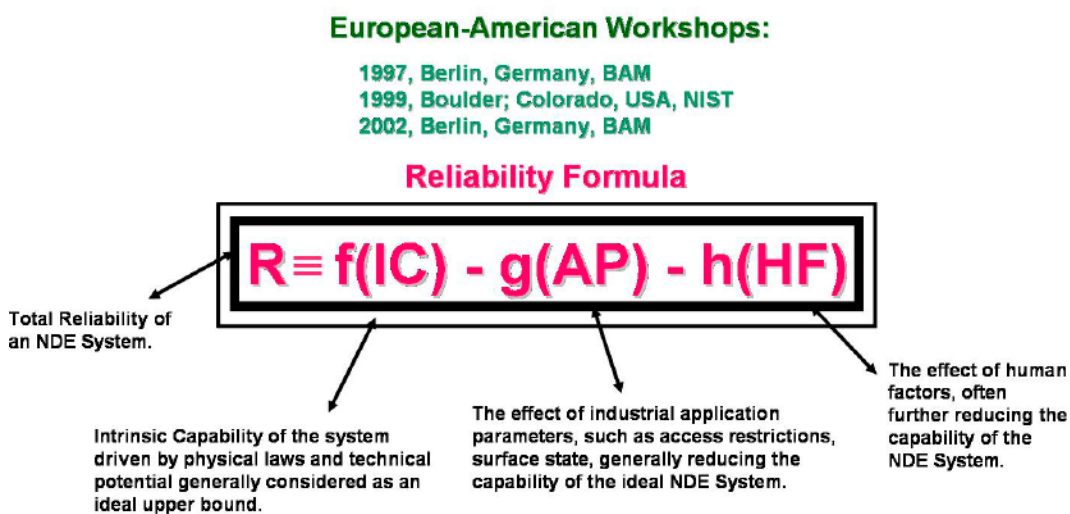 European-American Workshops:
1997, Berlin, Germany, BAM
1999, Boulder; Colorado, USA, NIST
2002, Berlin, Germany, BAM
Reliability Formula
R≡ f(IC) - g(AP) - h(HF)
Total Reliability of
an NDE System.
Intrinsic Capability of the system
driven by physical laws and technical
potential generally considered as an
ideal upper bound.
The effect of industrial application
parameters, such as access restrictions,
surface state, generally reducing the
capability of the ideal NDE System.
The effect of human
factors, often
further reducing the
capability of the
NDE System.